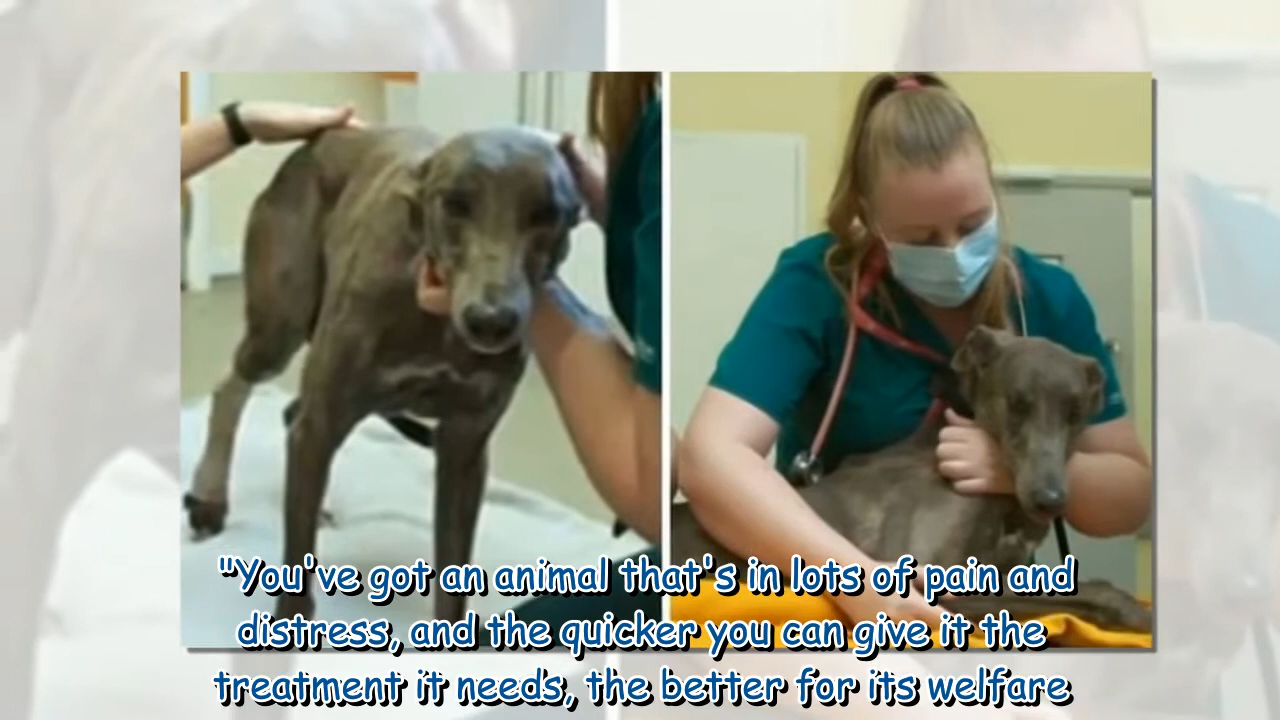 "You've got an animal that's in lots of pain and
distress, and the quicker you can give it the
treatment it needs, the better for its welfare